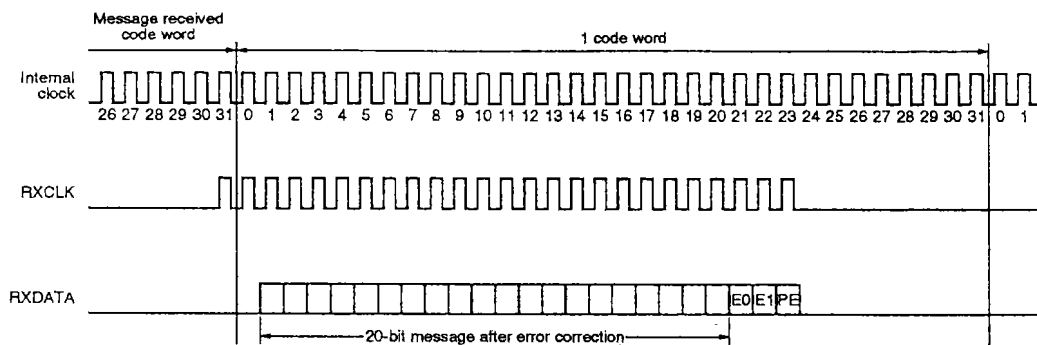 Message received
code word
1 code word
Internal
clock
26 27 28 29 30 31 0 1 2 3 4 5 6 7 8 9 10 11 12 13 14 15 16 17 18 19 20 21 22 23 24 25 26 27 28 29 30 31 0 1
RXCLK
RXDATA
E0 E1 PE
20-bit message after error correction